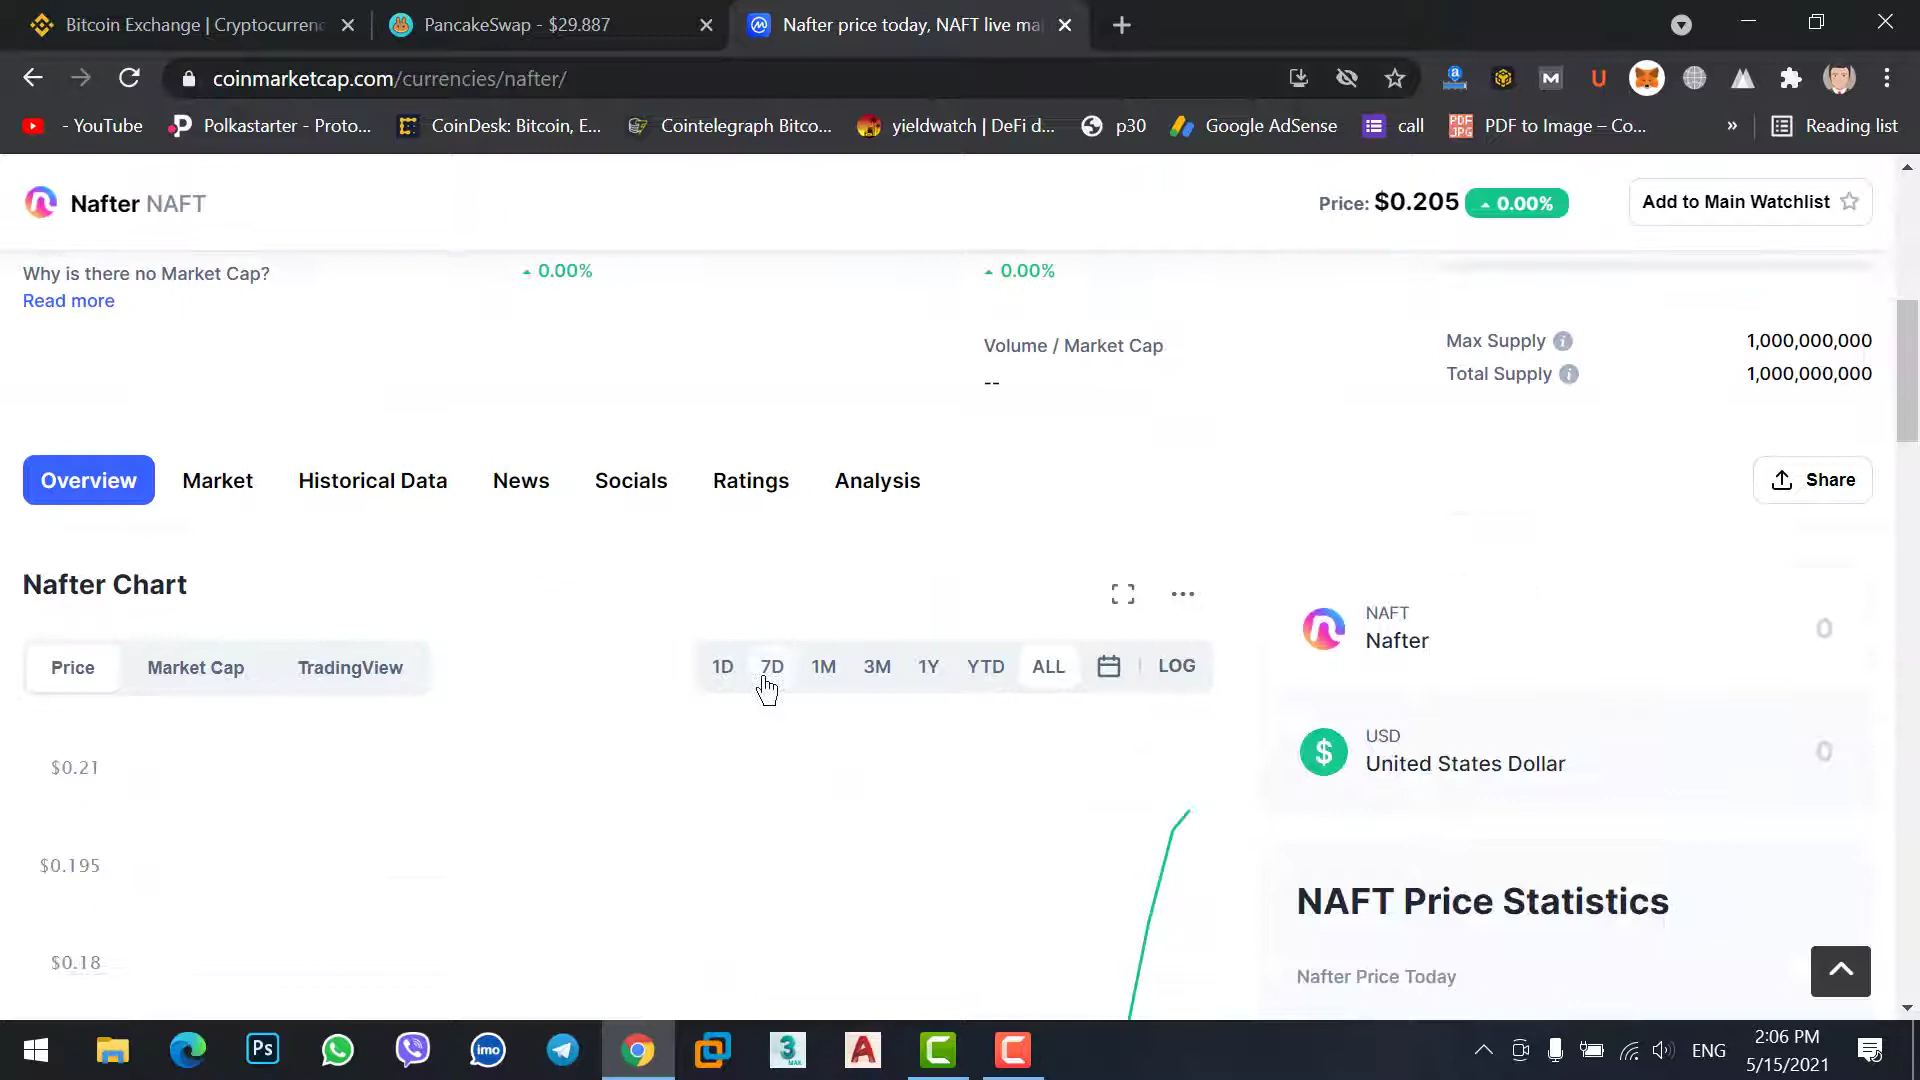 Bitcoin Exchange | Cryptocurrenc
PancakeSwap - $29.887
Nafter price today, NAFT live ma
coinmarketcap.com/currencies/nafter/
- YouTube
Polkastarter - Proto...
CoinDesk: Bitcoin, E...
Cointelegraph Bitco...
yieldwatch | DeFi d...
p30
Google AdSense
call
PDF to Image – Co...
»
Reading list
Nafter NAFT
Price: $0.205 0.00%
Add to Main Watchlist
Why is there no Market Cap?
Read more
0.00%
0.00%
Volume / Market Cap
--
Max Supply 1,000,000,000
Total Supply 1,000,000,000
Overview Market Historical Data News Socials Ratings Analysis
Share
Nafter Chart
Price Market Cap TradingView
1D 7D 1M 3M 1Y YTD ALL LOG
$0.21
$0.195
$0.18
NAFT
Nafter
0
USD
United States Dollar
0
NAFT Price Statistics
Nafter Price Today
Ps
imo
3
MAX
ENG
2:06 PM
5/15/2021